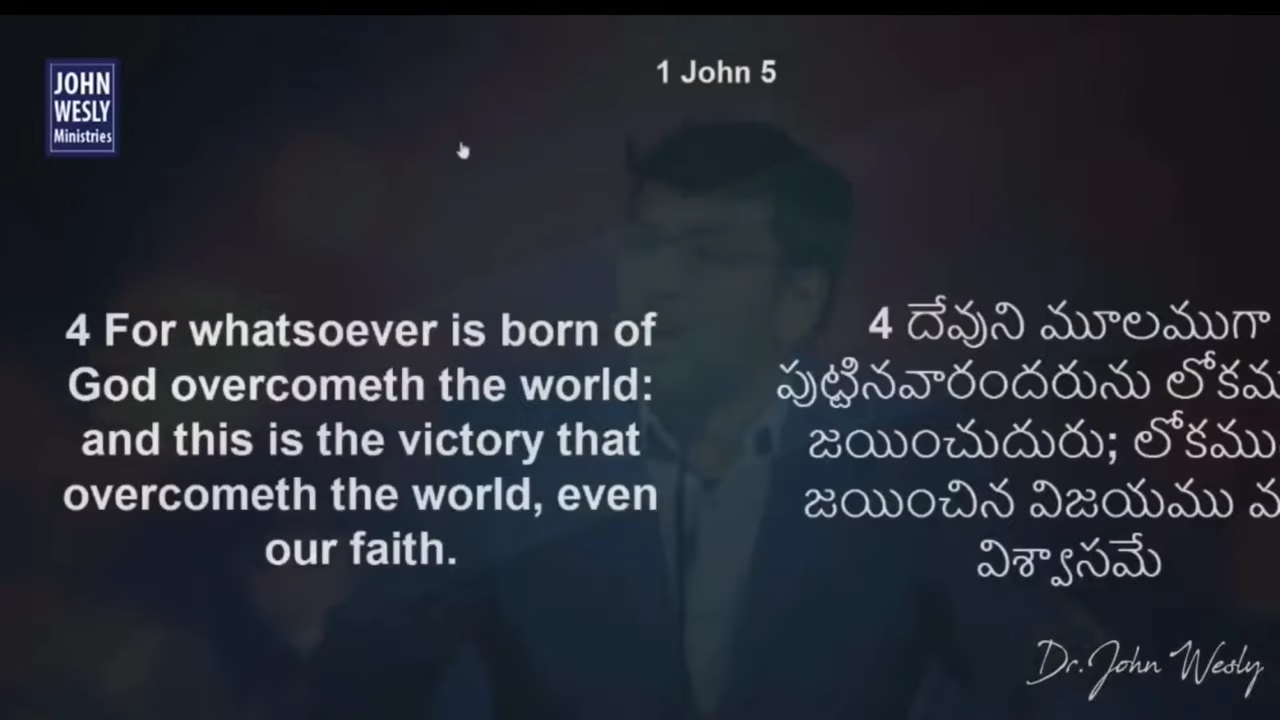 JOHN
WESLY
Ministries
1 John 5
4 For whatsoever is born of
God overcometh the world:
and this is the victory that
overcometh the world, even
our faith.
4 దేవుని మూలముగా
పుట్టినవారందరును
జయించుదురు; లోకము
జయించిన విజయము
విశ్వాసమే
Dr. John Wesly